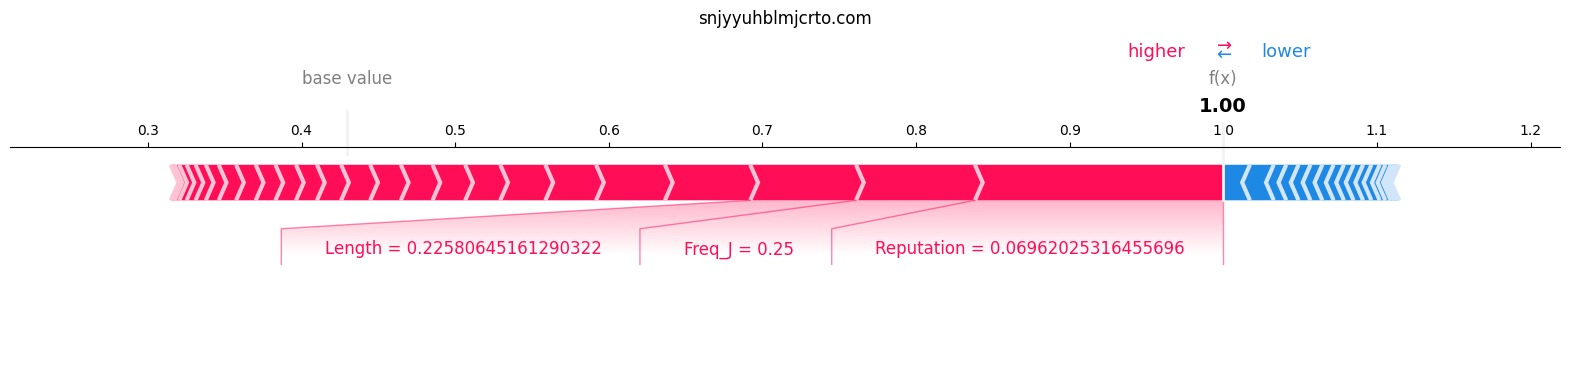 snjyyuhblmjcrto.com
higher → ← lower
base value f(x)
1.00
0.3 0.4 0.5 0.6 0.7 0.8 0.9 1.0 1.1 1.2
Length = 0.22580645161290322 Freq_J = 0.25 Reputation = 0.06962025316455696